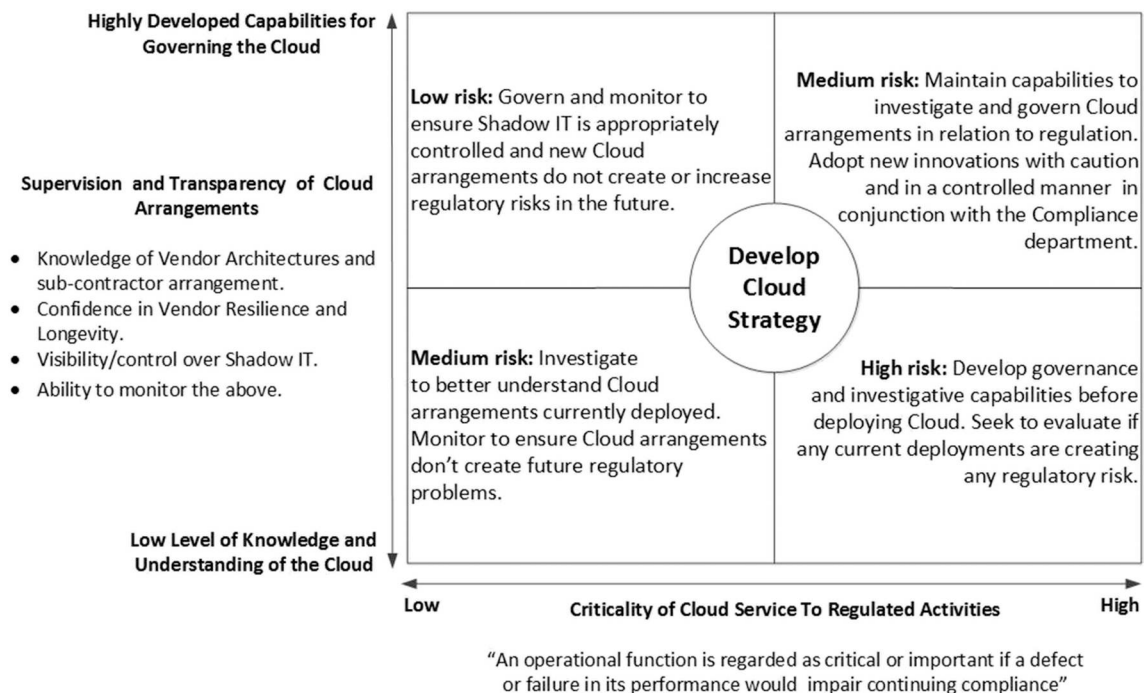 Highly Developed Capabilities for
Governing the Cloud
Supervision and Transparency of Cloud
Arrangements
• Knowledge of Vendor Architectures and
sub-contractor arrangement.
• Confidence in Vendor Resilience and
Longevity.
• Visibility/control over Shadow IT.
• Ability to monitor the above.
Low Level of Knowledge and
Understanding of the Cloud
Low risk: Govern and monitor to
ensure Shadow IT is appropriately
controlled and new Cloud
arrangements do not create or increase
regulatory risks in the future.
Medium risk: Maintain capabilities to
investigate and govern Cloud
arrangements in relation to regulation.
Adopt new innovations with caution
and in a controlled manner in
conjunction with the Compliance
department.
Develop
Cloud
Strategy
Medium risk: Investigate
to better understand Cloud
arrangements currently deployed.
Monitor to ensure Cloud arrangements
don't create future regulatory
problems.
High risk: Develop governance
and investigative capabilities before
deploying Cloud. Seek to evaluate if
any current deployments are creating
any regulatory risk.
Low
Criticality of Cloud Service To Regulated Activities
High
"An operational function is regarded as critical or important if a defect
or failure in its performance would impair continuing compliance"